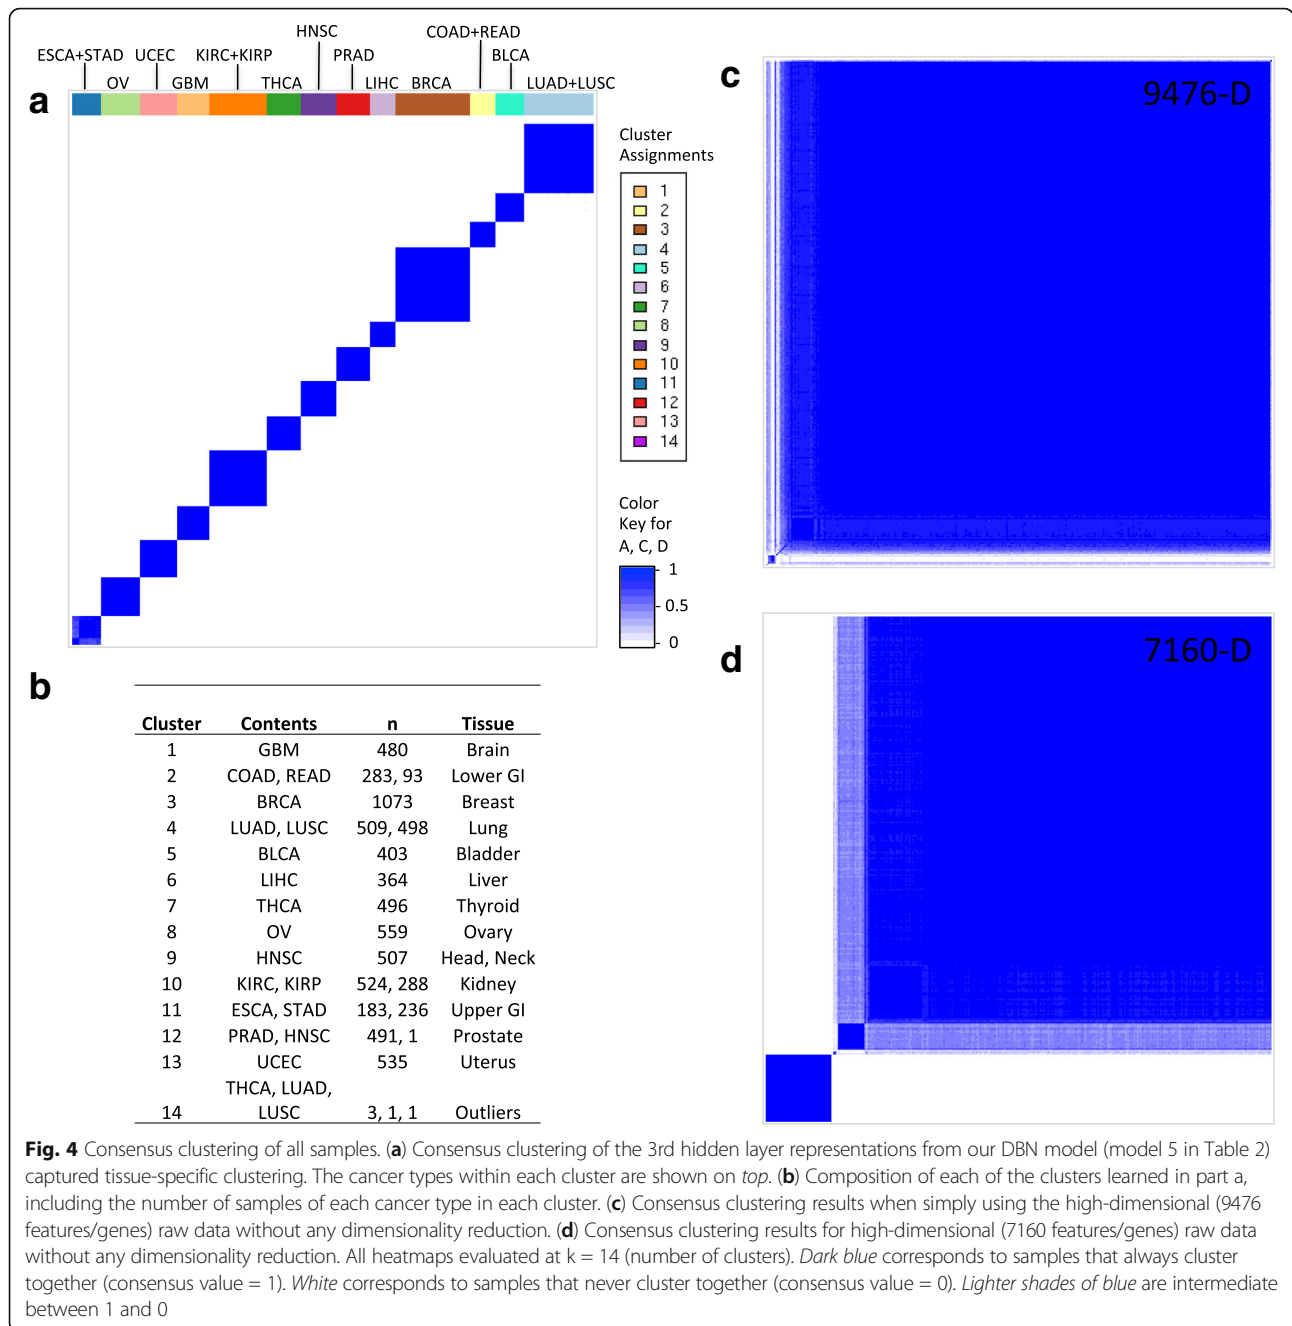 HNSC
COAD+READ
ESCA+STAD UCEC KIRC+KIRP PRAD BLCA
OV GBM THCA LIHC BRCA LUAD+LUSC
a
Cluster
Assignments
1
2
3
4
5
6
7
8
9
10
11
12
13
14
Color
Key for
A, C, D
1
0.5
0
c
9476-D
d
7160-D
b
Cluster Contents n Tissue
1 GBM 480 Brain
2 COAD, READ 283, 93 Lower GI
3 BRCA 1073 Breast
4 LUAD, LUSC 509, 498 Lung
5 BLCA 403 Bladder
6 LIHC 364 Liver
7 THCA 496 Thyroid
8 OV 559 Ovary
9 HNSC 507 Head, Neck
10 KIRC, KIRP 524, 288 Kidney
11 ESCA, STAD 183, 236 Upper GI
12 PRAD, HNSC 491, 1 Prostate
13 UCEC 535 Uterus
THCA, LUAD,
14 LUSC 3, 1, 1 Outliers
Fig. 4 Consensus clustering of all samples. (a) Consensus clustering of the 3rd hidden layer representations from our DBN model (model 5 in Table 2)
captured tissue-specific clustering. The cancer types within each cluster are shown on top. (b) Composition of each of the clusters learned in part a,
including the number of samples of each cancer type in each cluster. (c) Consensus clustering results when simply using the high-dimensional (9476
features/genes) raw data without any dimensionality reduction. (d) Consensus clustering results for high-dimensional (7160 features/genes) raw data
without any dimensionality reduction. All heatmaps evaluated at k = 14 (number of clusters). Dark blue corresponds to samples that always cluster
together (consensus value = 1). White corresponds to samples that never cluster together (consensus value = 0). Lighter shades of blue are intermediate
between 1 and 0